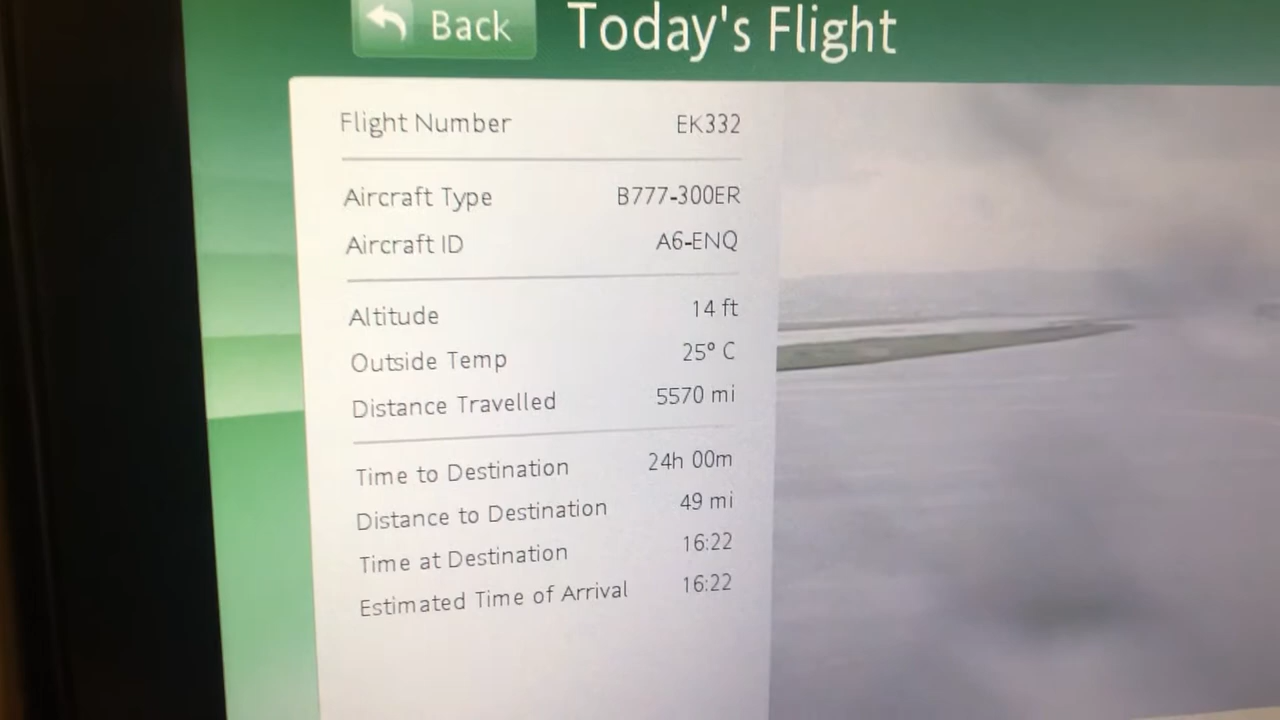 Back
Today's Flight
Flight Number EK332
Aircraft Type B777-300ER
Aircraft ID A6-ENQ
Altitude 14 ft
Outside Temp 25º C
Distance Travelled 5570 mi
Time to Destination 24h 00m
Distance to Destination 49 mi
Time at Destination 16:22
Estimated Time of Arrival 16:22